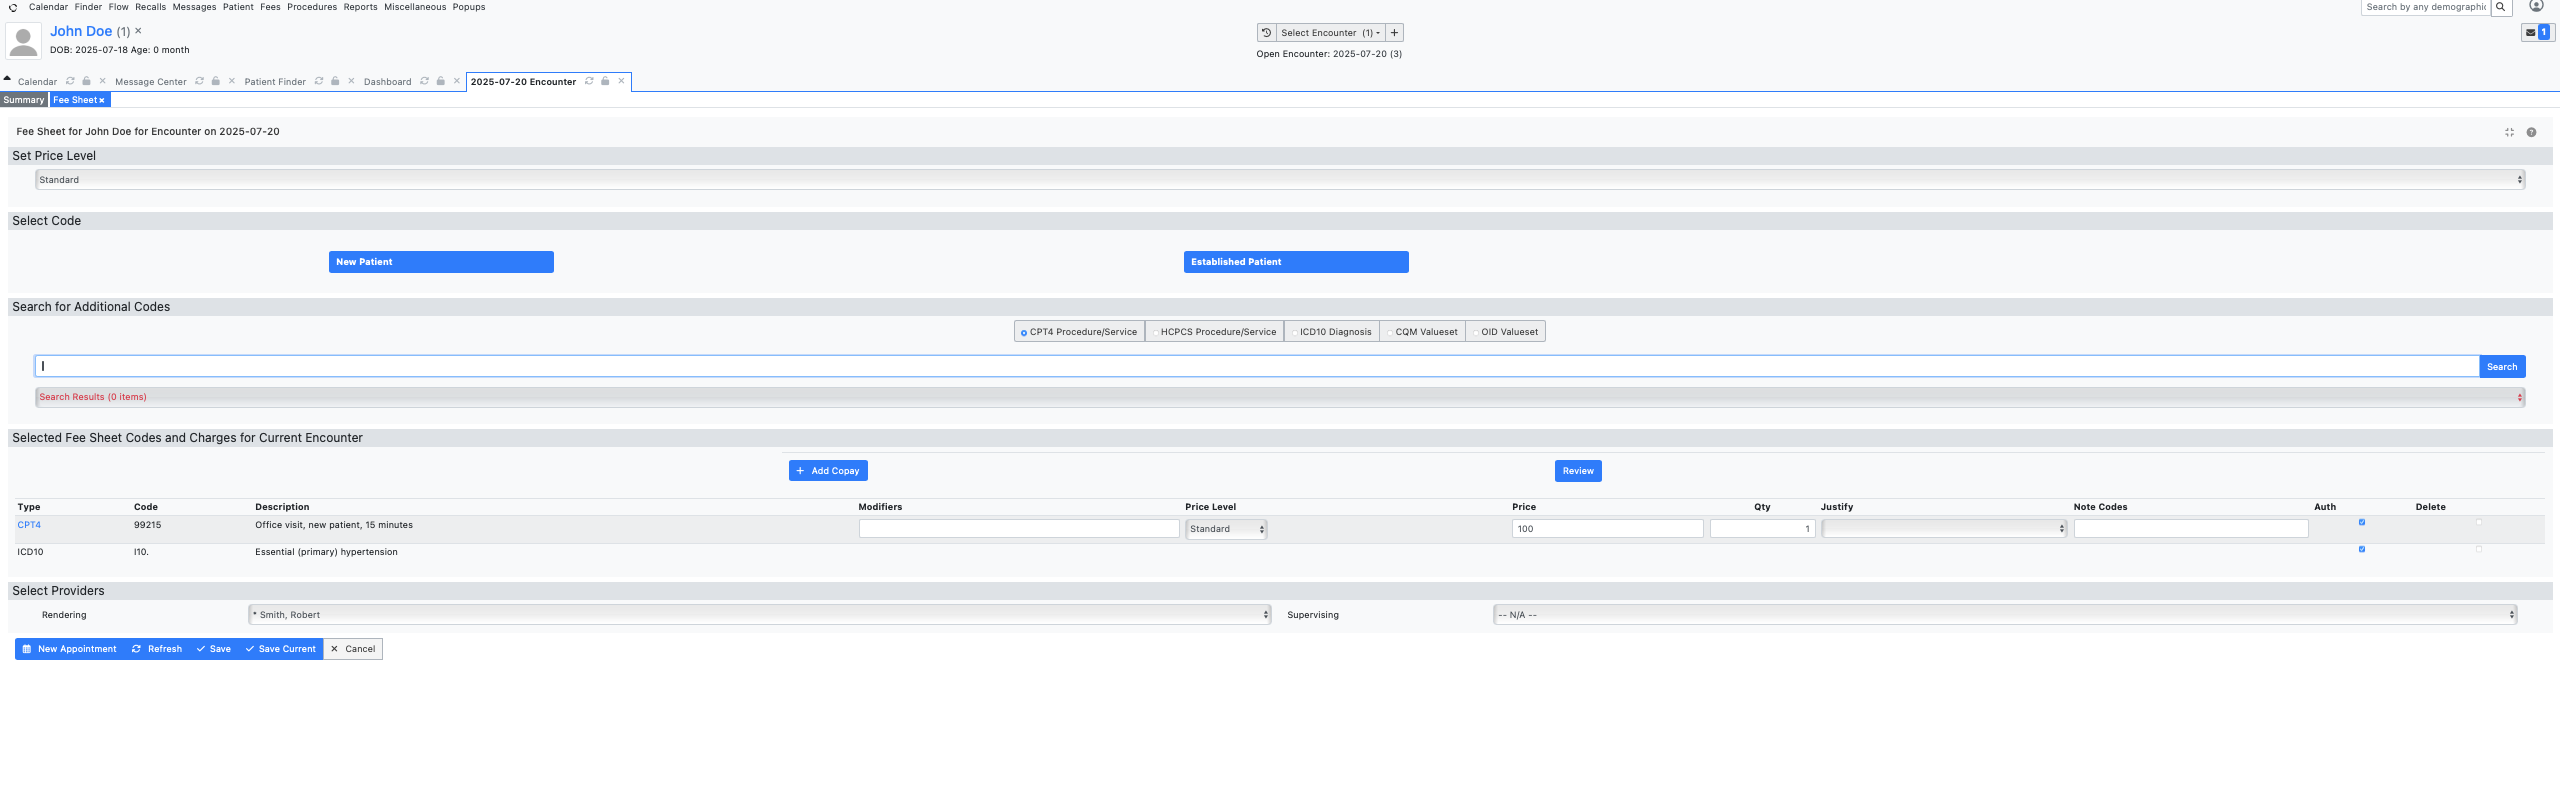 Calendar Finder Flow Recalls Messages Patient Fees Procedures Reports Miscellaneous Popups
Search by any demographic
John Doe (1) ×
DOB: 2025-07-18 Age: 0 month
Select Encounter (1) +
Open Encounter: 2025-07-20 (3)
1
Calendar × Message Center × Patient Finder × Dashboard × 2025-07-20 Encounter ×
Summary Fee Sheet ×
Fee Sheet for John Doe for Encounter on 2025-07-20
Set Price Level
Standard
Select Code
New Patient Established Patient
Search for Additional Codes
CPT4 Procedure/Service HCPCS Procedure/Service ICD10 Diagnosis CQM Valueset OID Valueset
Search
Search Results (0 items)
Selected Fee Sheet Codes and Charges for Current Encounter
+ Add Copay Review
Type Code Description Modifiers Price Level Price Qty Justify Note Codes Auth Delete
CPT4 99215 Office visit, new patient, 15 minutes Standard 100 1
ICD10 I10. Essential (primary) hypertension
Select Providers
Rendering * Smith, Robert Supervising -- N/A --
New Appointment Refresh Save Save Current × Cancel